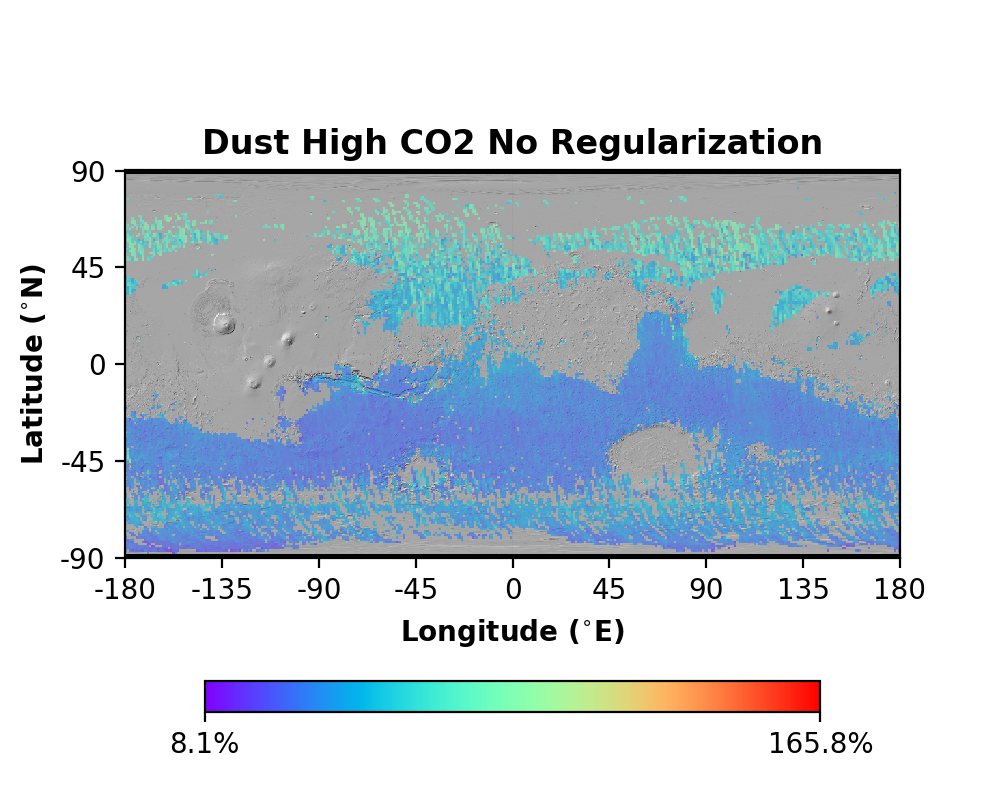 Dust High CO2 No Regularization
90
45
0
-45
-90
Latitude (°N)
-180 -135 -90 -45 0 45 90 135 180
Longitude (°E)
8.1% 165.8%